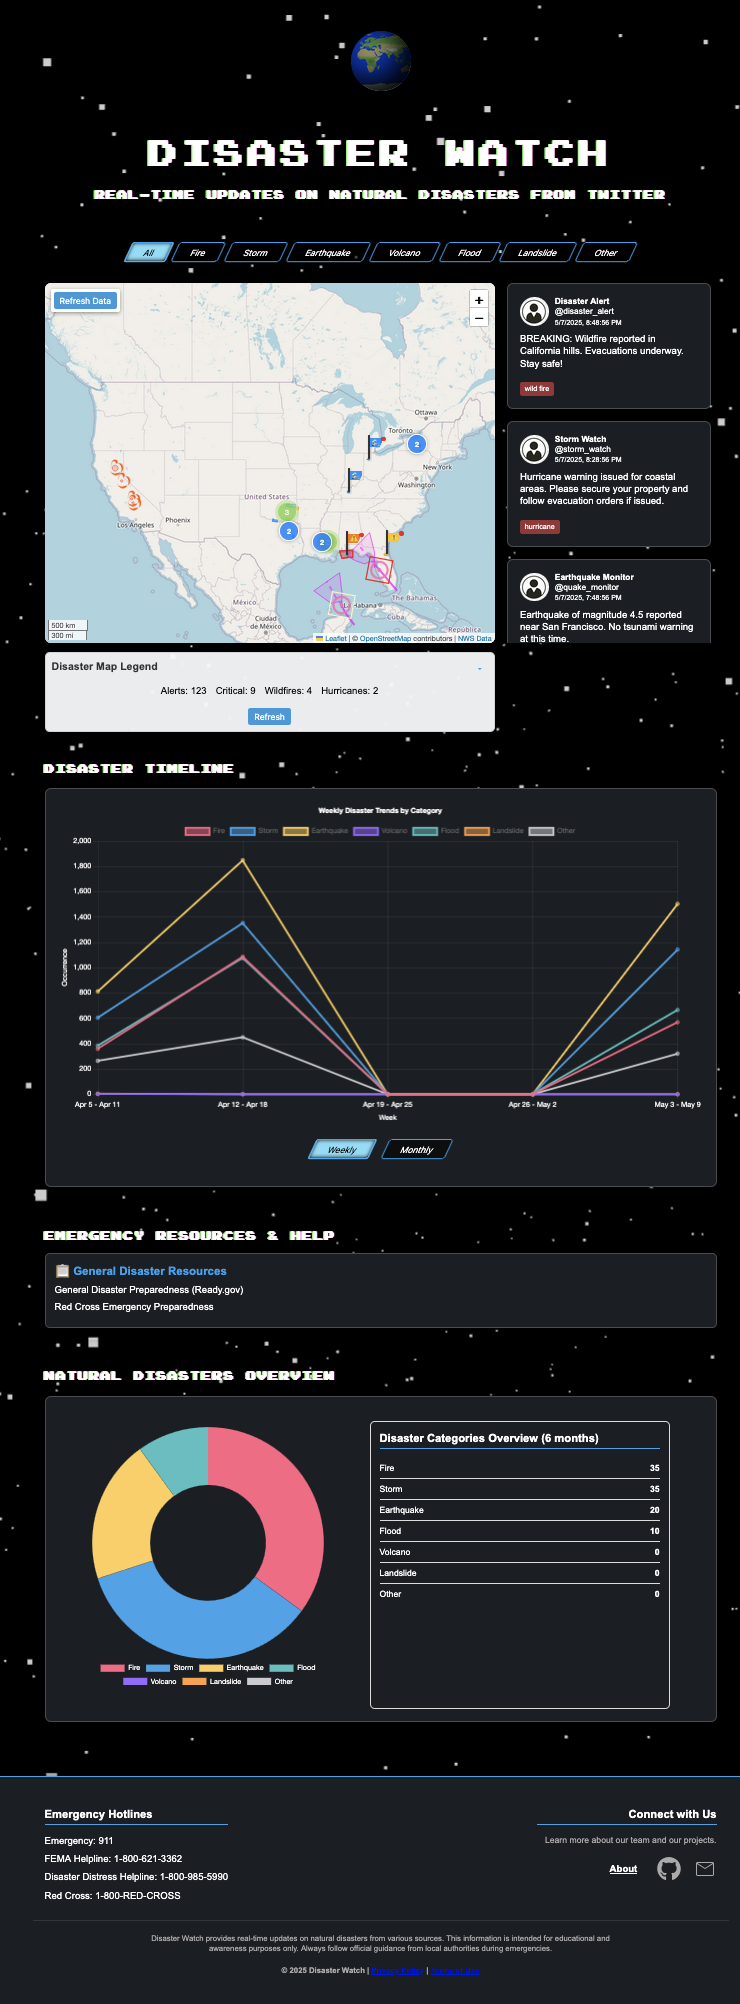 DISASTER WATCH
REAL-TIME UPDATES ON NATURAL DISASTERS FROM TWITTER
All Fire Storm Earthquake Volcano Flood Landslide Other
Refresh Data
+
−
Ottawa
Toronto
2
New York
Washington
United States
3
2
2
Los Angeles
Phoenix
México
La Habana
The Bahamas
Cuba
Ciudad
de México
República
500 km
300 mi
Leaflet | © OpenStreetMap contributors | NWS Data
Disaster Alert
@disaster_alert
5/7/2025, 8:48:56 PM
BREAKING: Wildfire reported in
California hills. Evacuations underway.
Stay safe!
wild fire
Storm Watch
@storm_watch
5/7/2025, 8:28:56 PM
Hurricane warning issued for coastal
areas. Please secure your property and
follow evacuation orders if issued.
hurricane
Earthquake Monitor
@quake_monitor
5/7/2025, 7:48:56 PM
Earthquake of magnitude 4.5 reported
near San Francisco. No tsunami warning
at this time.
Disaster Map Legend -
Alerts: 123 Critical: 9 Wildfires: 4 Hurricanes: 2
Refresh
DISASTER TIMELINE
Weekly Disaster Trends by Category
Fire Storm Earthquake Volcano Flood Landslide Other
2,000
1,800
1,600
1,400
1,200
1,000
800
600
400
200
0
Occurrence
Apr 5 - Apr 11 Apr 12 - Apr 18 Apr 19 - Apr 25 Apr 26 - May 2 May 3 - May 9
Week
Weekly Monthly
EMERGENCY RESOURCES & HELP
General Disaster Resources
General Disaster Preparedness (Ready.gov)
Red Cross Emergency Preparedness
NATURAL DISASTERS OVERVIEW
Fire Storm Earthquake Flood
Volcano Landslide Other
Disaster Categories Overview (6 months)
Fire 35
Storm 35
Earthquake 20
Flood 10
Volcano 0
Landslide 0
Other 0
Emergency Hotlines
Emergency: 911
FEMA Helpline: 1-800-621-3362
Disaster Distress Helpline: 1-800-985-5990
Red Cross: 1-800-RED-CROSS
Connect with Us
Learn more about our team and our projects.
About
Disaster Watch provides real-time updates on natural disasters from various sources. This information is intended for educational and
awareness purposes only. Always follow official guidance from local authorities during emergencies.
© 2025 Disaster Watch | Privacy Policy | Terms of Use